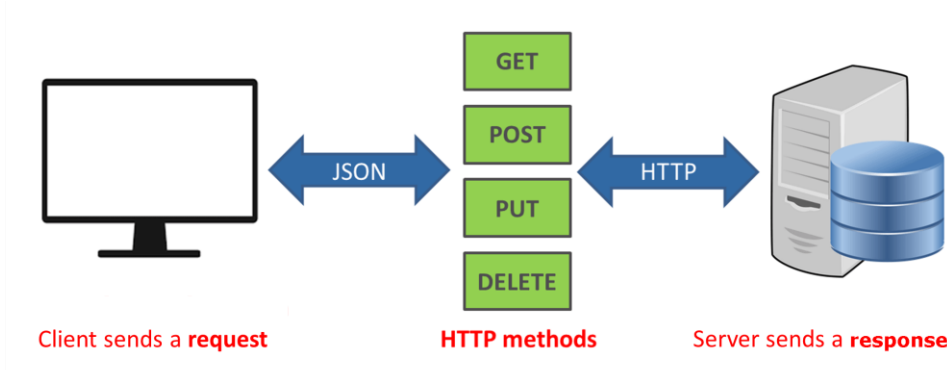 GET
POST
JSON
HTTP
PUT
DELETE
Client sends a request
HTTP methods
Server sends a response